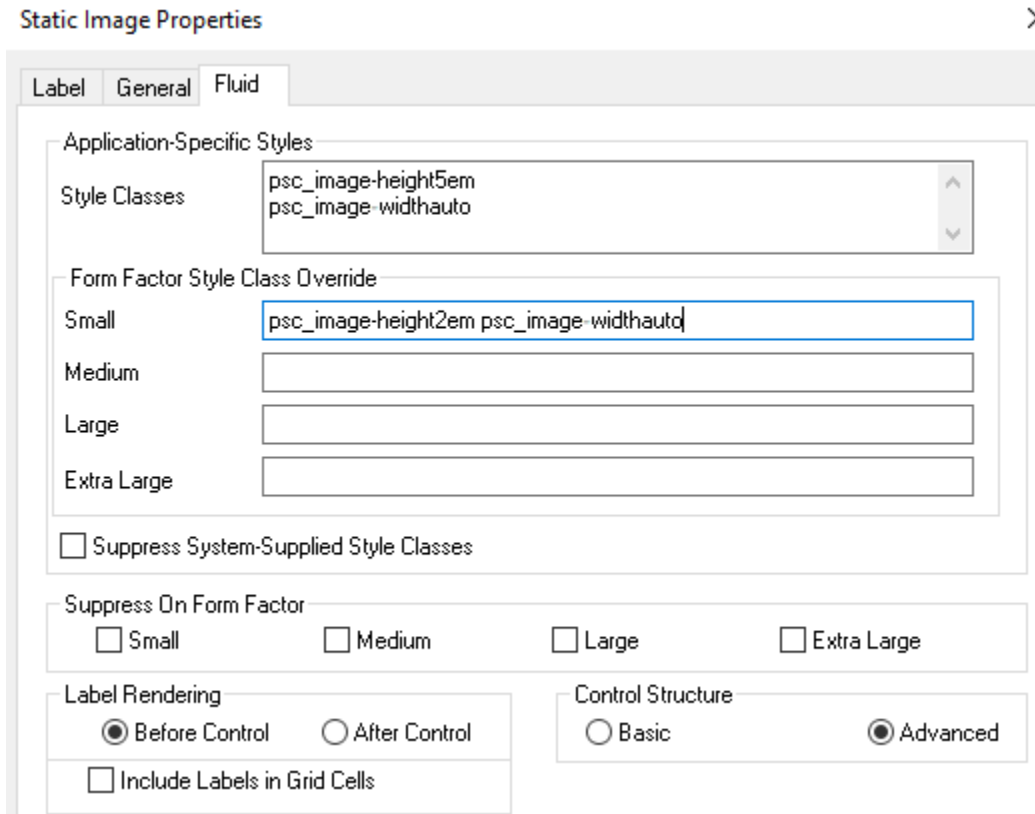 Static Image Properties
Label General Fluid
Application-Specific Styles
Style Classes
psc_image-height5em
psc_image-widthauto
Form Factor Style Class Override
Small psc_image-height2em psc_image-widthauto
Medium
Large
Extra Large
Suppress System-Supplied Style Classes
Suppress On Form Factor
Small Medium Large Extra Large
Label Rendering Control Structure
Before Control After Control Basic Advanced
Include Labels in Grid Cells